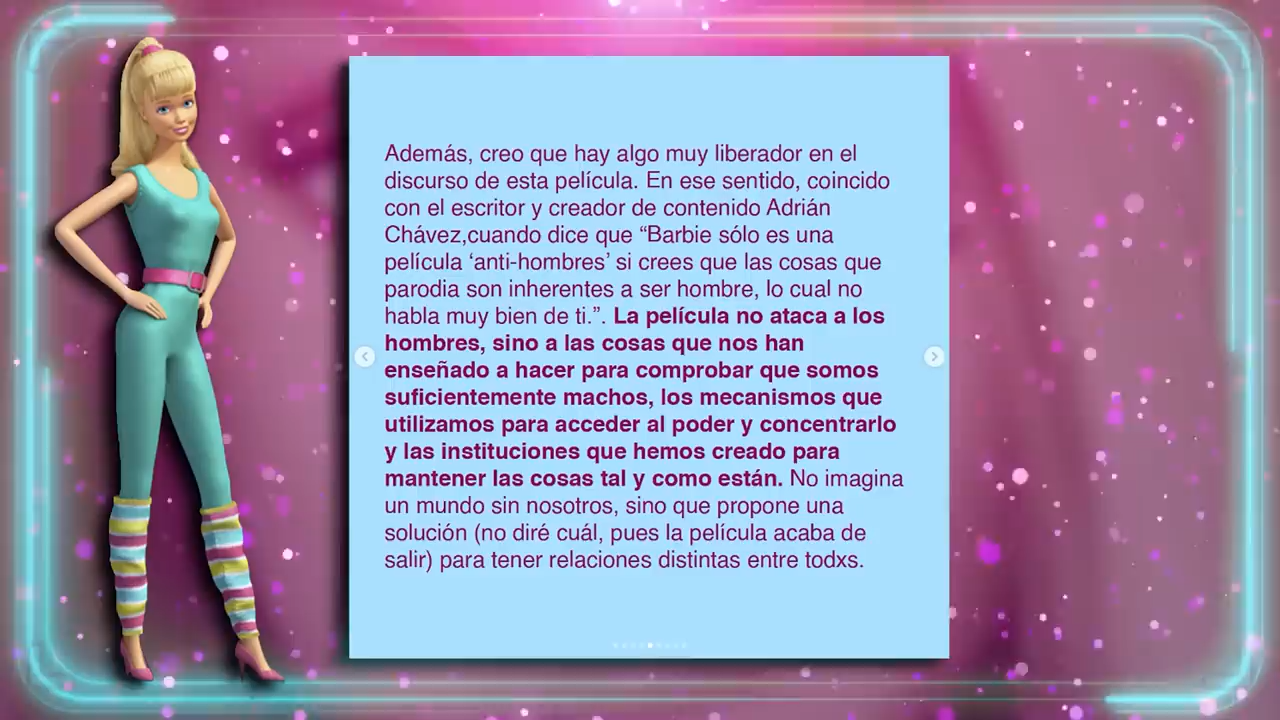 Además, creo que hay algo muy liberador en el
discurso de esta película. En ese sentido, coincido
con el escritor y creador de contenido Adrián
Chávez,cuando dice que “Barbie sólo es una
película ‘anti-hombres’ si crees que las cosas que
parodia son inherentes a ser hombre, lo cual no
habla muy bien de ti.”. La película no ataca a los
hombres, sino a las cosas que nos han
enseñado a hacer para comprobar que somos
suficientemente machos, los mecanismos que
utilizamos para acceder al poder y concentrarlo
y las instituciones que hemos creado para
mantener las cosas tal y como están. No imagina
un mundo sin nosotros, sino que propone una
solución (no diré cuál, pues la película acaba de
salir) para tener relaciones distintas entre todxs.